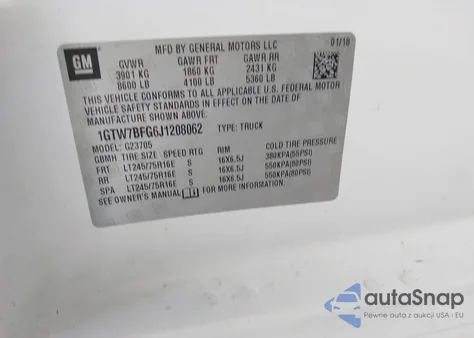 MFD BY GENERAL MOTORS LLC 01/18
GM
GVWR GAWR FRT GAWR RR
3901 KG 1860 KG 2431 KG
8600 LB 4100 LB 5360 LB
THIS VEHICLE CONFORMS TO ALL APPLICABLE U.S. FEDERAL MOTOR
VEHICLE SAFETY STANDARDS IN EFFECT ON THE DATE OF
MANUFACTURE SHOWN ABOVE.
1GTW7BFG6J1208062 TYPE: TRUCK
MODEL: G23705
GBMH TIRE SIZE SPEED RTG RIM COLD TIRE PRESSURE
FRT LT245/75R16E S 16X6.5J 380KPA(55PSI)
RR LT245/75R16E S 16X6.5J 550KPA(80PSI)
SPA LT245/75R16E S 16X6.5J 550KPA(80PSI)
SEE OWNER'S MANUAL
autoSnap
Pewne auta z aukcji USA i EU